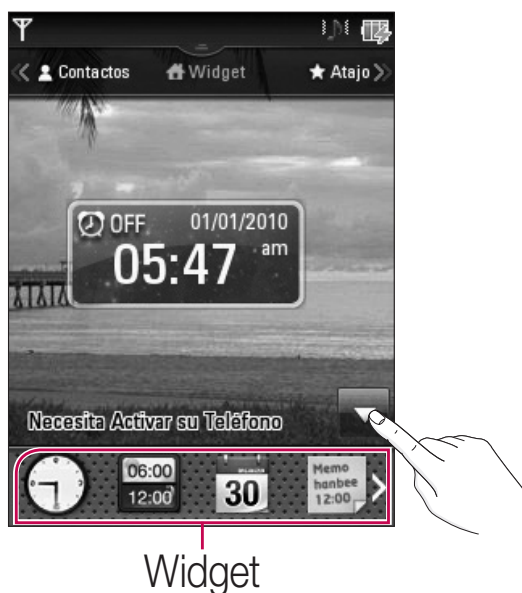 Contactos Widget Atajo
OFF 01/01/2010
05:47 am
Necesita Activar su Teléfono
06:00
12:00
30
Memo
hanbee
12:00
Widget